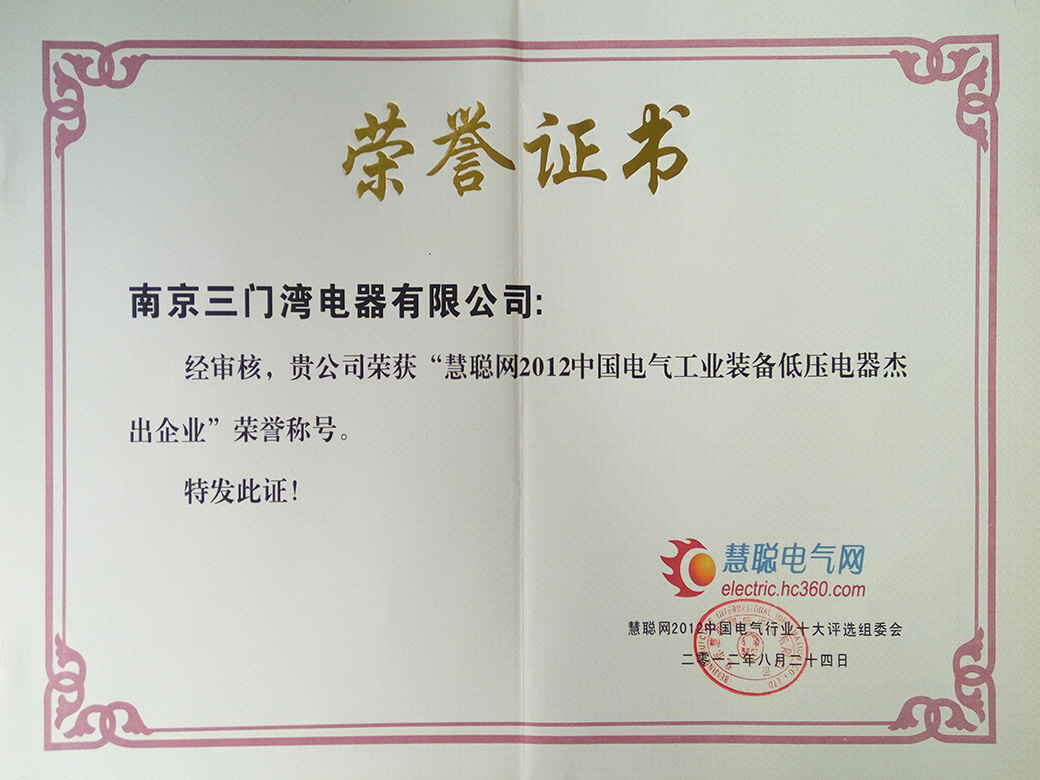 荣誉证书
南京三门湾电器有限公司:
经审核，贵公司荣获“慧聪网2012中国电气工业装备低压电器杰
出企业”荣誉称号。
特发此证！
慧聪电气网
electric.hc360.com
慧聪网2012中国电气行业十大评选组委会
二零一二年八月二十四日